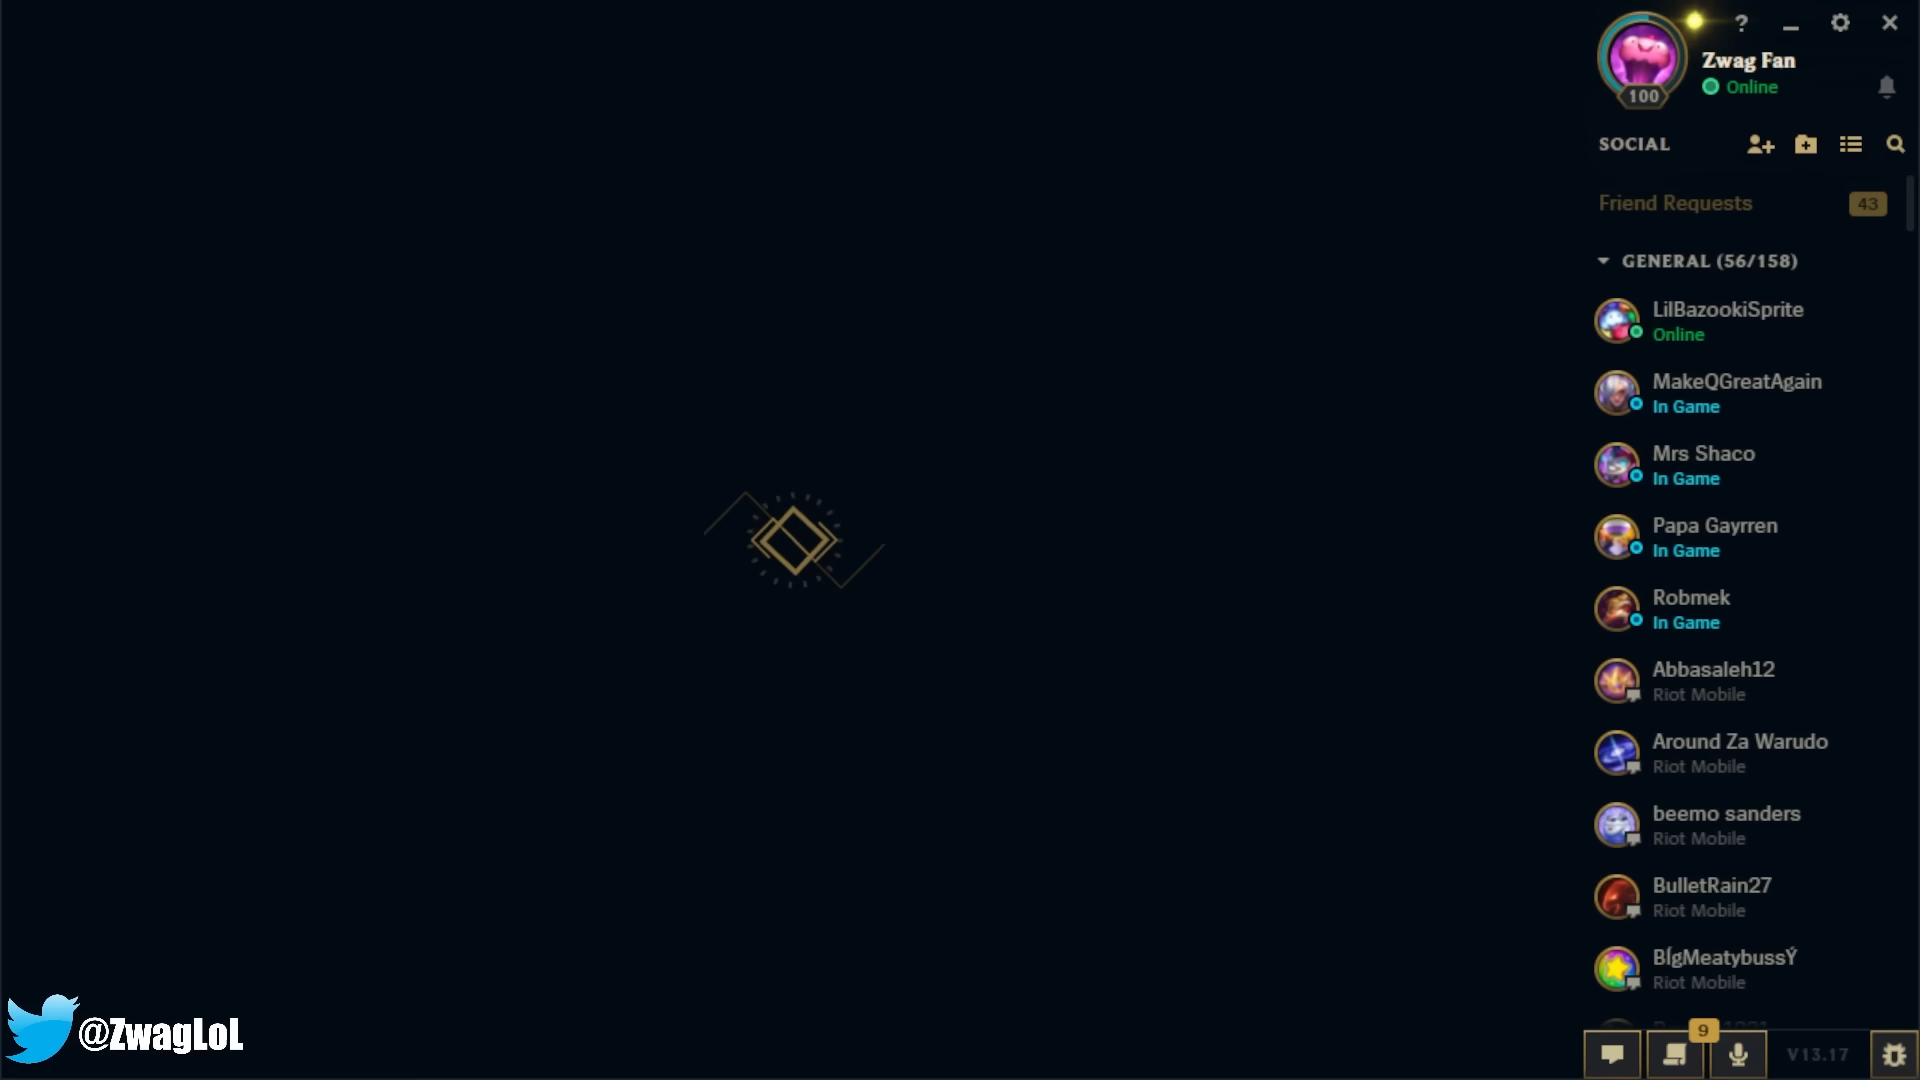 ?
Zwag Fan
Online
100
SOCIAL
Friend Requests 43
GENERAL (56/158)
LilBazookiSprite
Online
MakeQGreatAgain
In Game
Mrs Shaco
In Game
Papa Gayrren
In Game
Robmek
In Game
Abbasaleh12
Riot Mobile
Around Za Warudo
Riot Mobile
beemo sanders
Riot Mobile
BulletRain27
Riot Mobile
BÍgMeatybussÝ
Riot Mobile
9
V13.17
@ZwagLoL